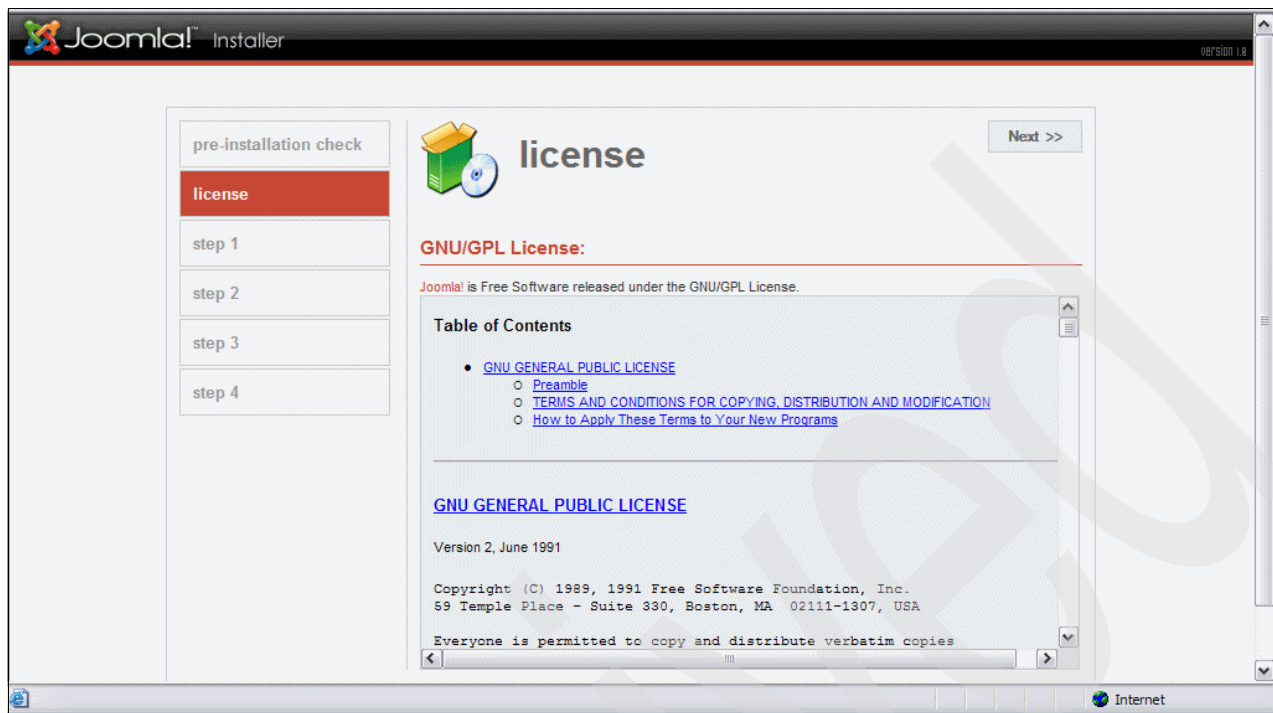 Joomla!™ Installer
version 1.0
pre-installation check
license
step 1
step 2
step 3
step 4
license
Next >>
GNU/GPL License:
Joomla! is Free Software released under the GNU/GPL License.
Table of Contents
GNU GENERAL PUBLIC LICENSE
Preamble
TERMS AND CONDITIONS FOR COPYING, DISTRIBUTION AND MODIFICATION
How to Apply These Terms to Your New Programs
GNU GENERAL PUBLIC LICENSE
Version 2, June 1991
Copyright (C) 1989, 1991 Free Software Foundation, Inc.
59 Temple Place - Suite 330, Boston, MA 02111-1307, USA
Everyone is permitted to copy and distribute verbatim copies
Internet